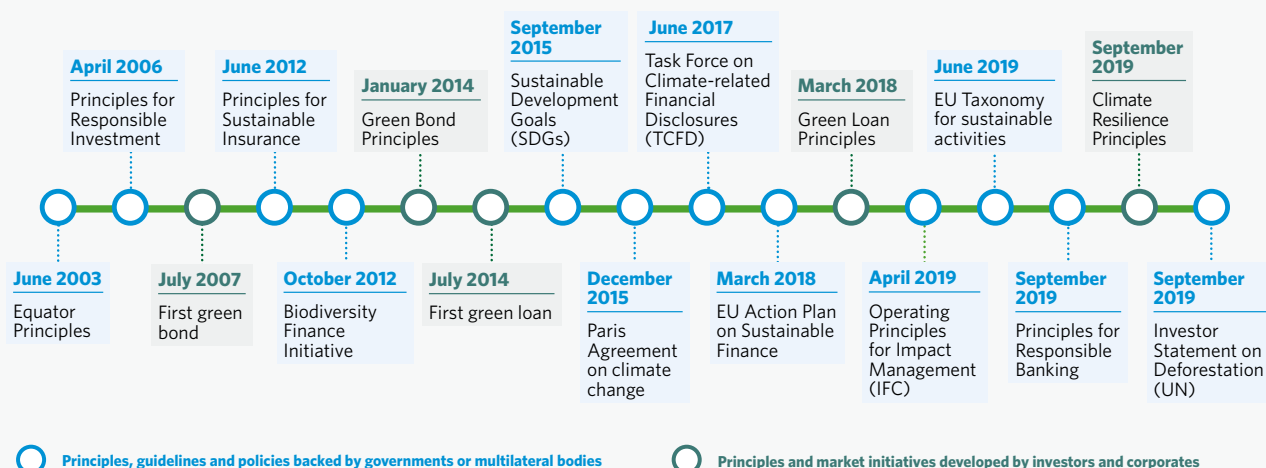 April 2006
Principles for
Responsible
Investment
June 2012
Principles for
Sustainable
Insurance
January 2014
Green Bond
Principles
September
2015
Sustainable
Development
Goals
(SDGs)
June 2017
Task Force on
Climate-related
Financial
Disclosures
(TCFD)
March 2018
Green Loan
Principles
June 2019
EU Taxonomy
for sustainable
activities
September
2019
Climate
Resilience
Principles
June 2003
Equator
Principles
July 2007
First green
bond
October 2012
Biodiversity
Finance
Initiative
July 2014
First green loan
December
2015
Paris
Agreement
on climate
change
March 2018
EU Action Plan
on Sustainable
Finance
April 2019
Operating
Principles
for Impact
Management
(IFC)
September
2019
Principles for
Responsible
Banking
September
2019
Investor
Statement on
Deforestation
(UN)
Principles, guidelines and policies backed by governments or multilateral bodies
Principles and market initiatives developed by investors and corporates